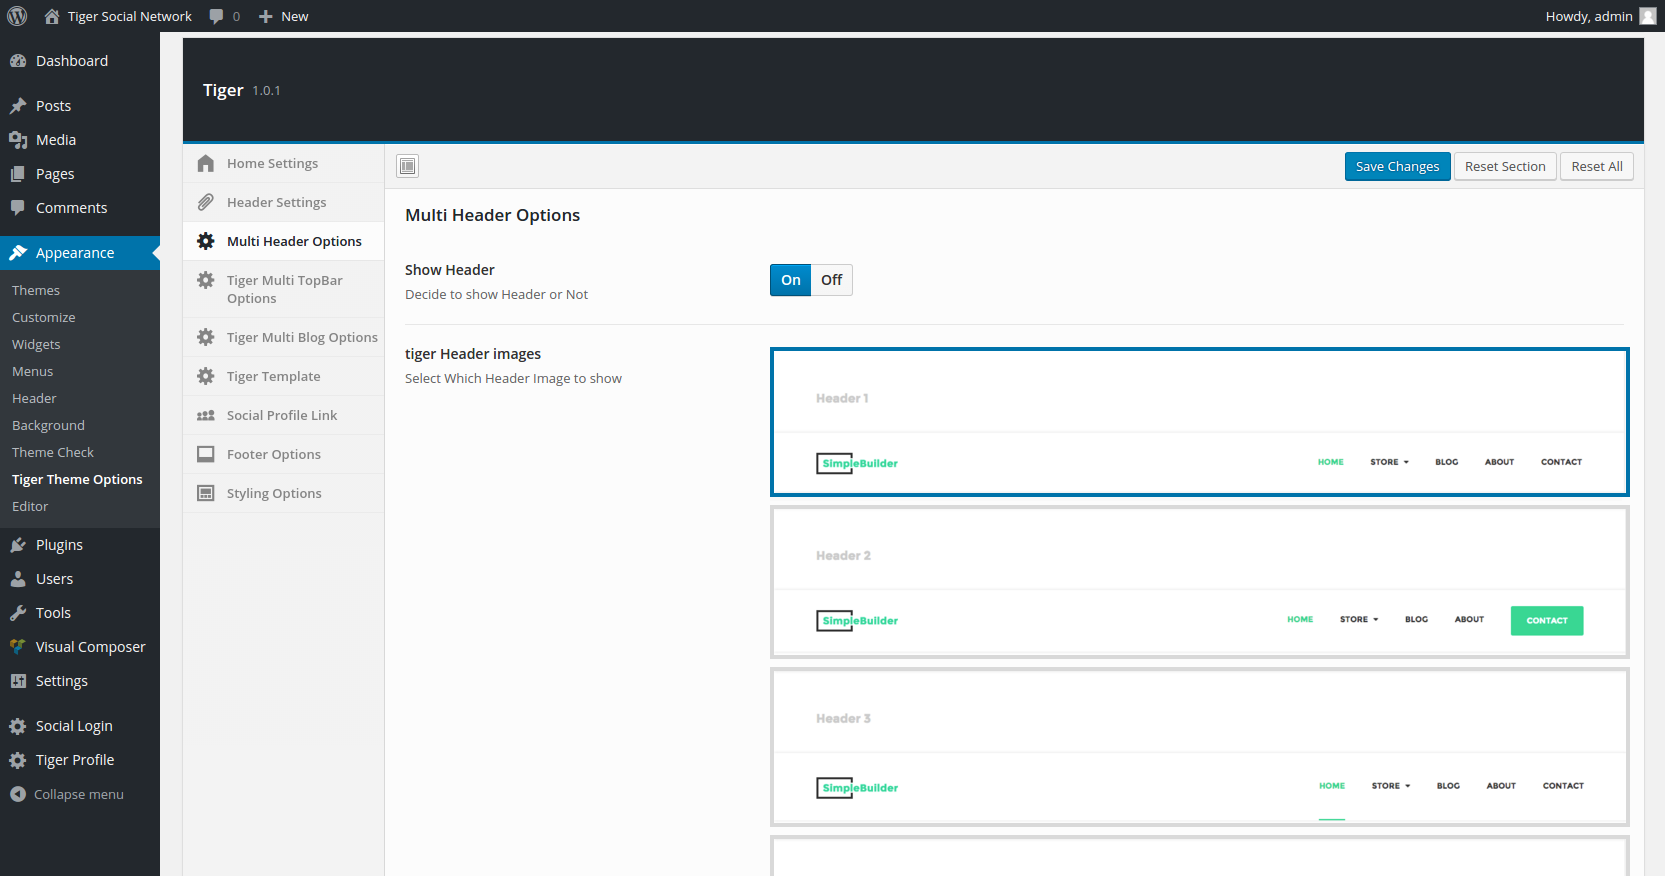 Tiger Social Network 0 New Howdy, admin
Dashboard
Posts
Media
Pages
Comments
Appearance
Themes
Customize
Widgets
Menus
Header
Background
Theme Check
Tiger Theme Options
Editor
Plugins
Users
Tools
Visual Composer
Settings
Social Login
Tiger Profile
Collapse menu
Tiger 1.0.1
Home Settings
Header Settings
Multi Header Options
Tiger Multi TopBar
Options
Tiger Multi Blog Options
Tiger Template
Social Profile Link
Footer Options
Styling Options
Save Changes Reset Section Reset All
Multi Header Options
Show Header
Decide to show Header or Not
On Off
tiger Header images
Select Which Header Image to show
Header 1
SimpleBuilder HOME STORE BLOG ABOUT CONTACT
Header 2
SimpleBuilder HOME STORE BLOG ABOUT CONTACT
Header 3
SimpleBuilder HOME STORE BLOG ABOUT CONTACT